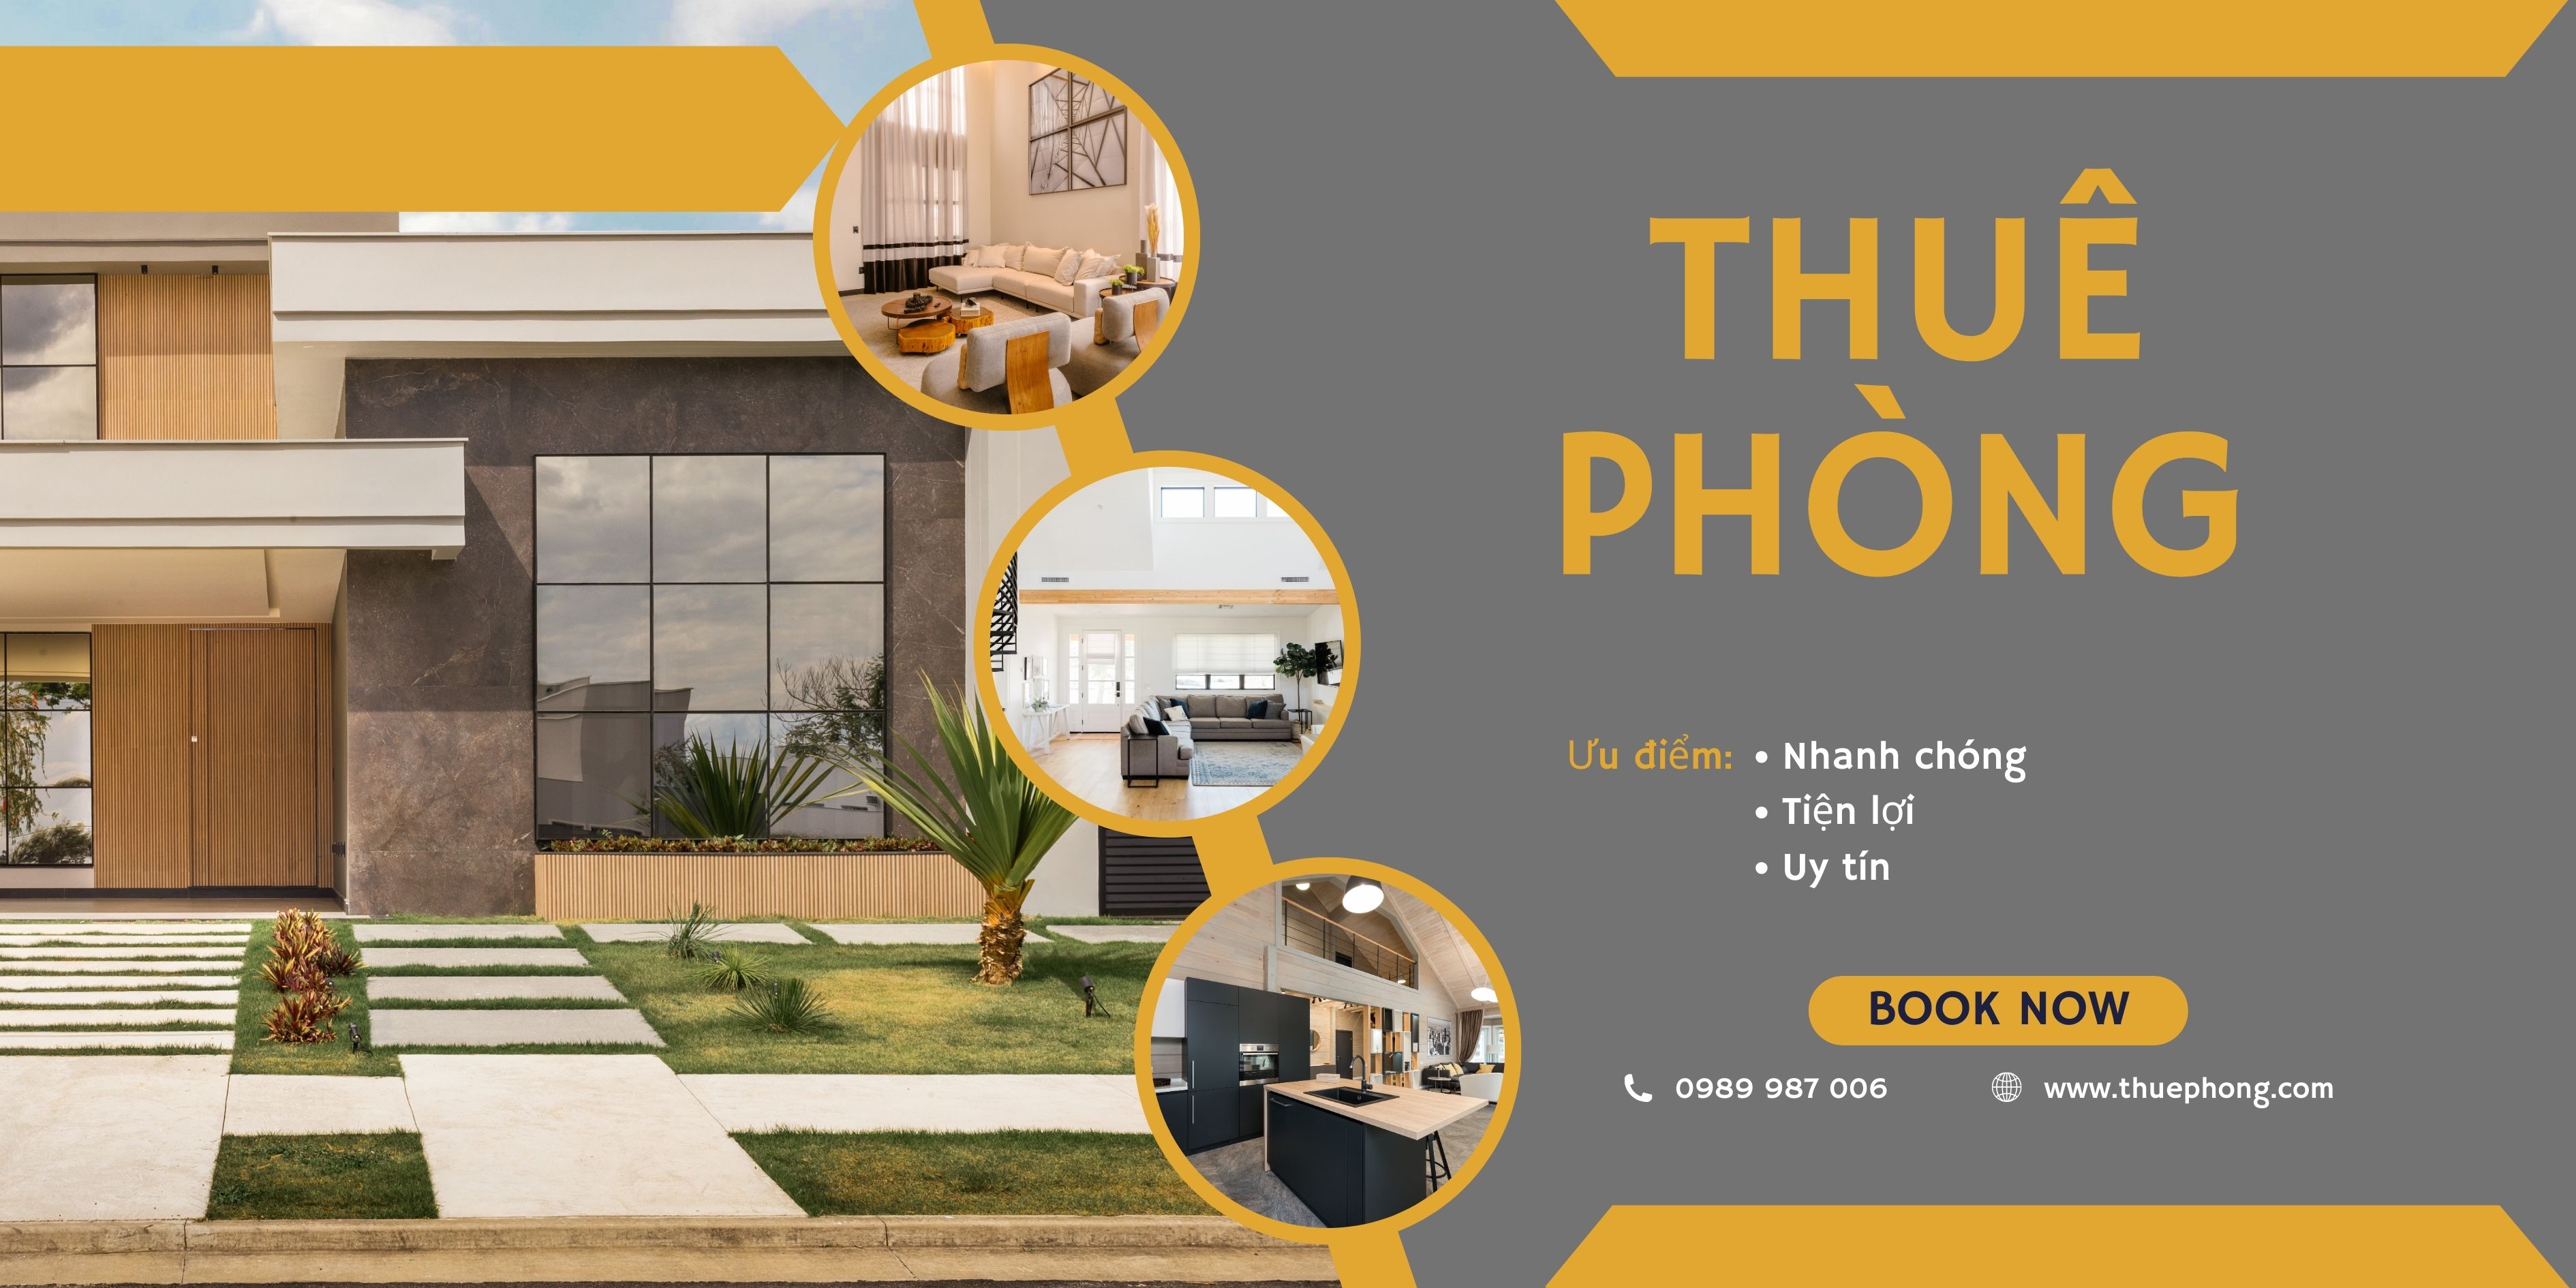 THUÊ
PHÒNG
Ưu điểm:
• Nhanh chóng
• Tiện lợi
• Uy tín
BOOK NOW
0989 987 006
www.thuephong.com